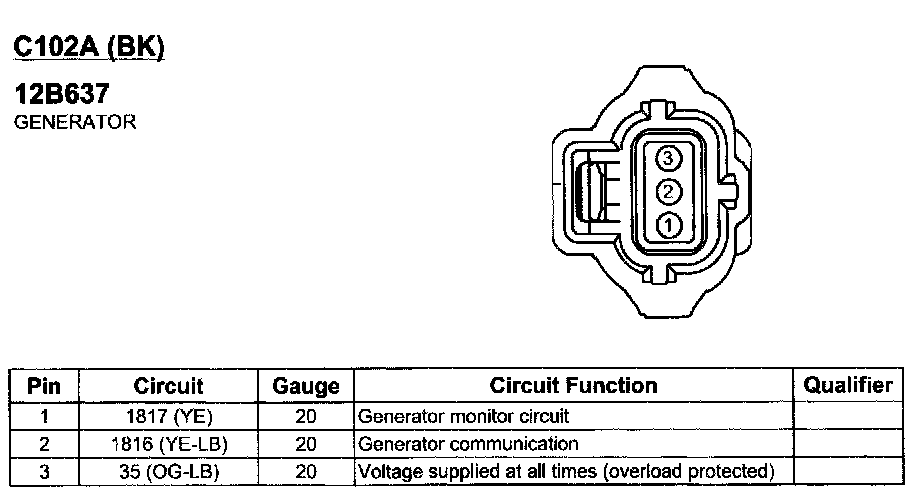 C102A (BK)
12B637
GENERATOR
3
2
1
Pin Circuit Gauge Circuit Function Qualifier
1 1817 (YE) 20 Generator monitor circuit
2 1816 (YE-LB) 20 Generator communication
3 35 (OG-LB) 20 Voltage supplied at all times (overload protected)